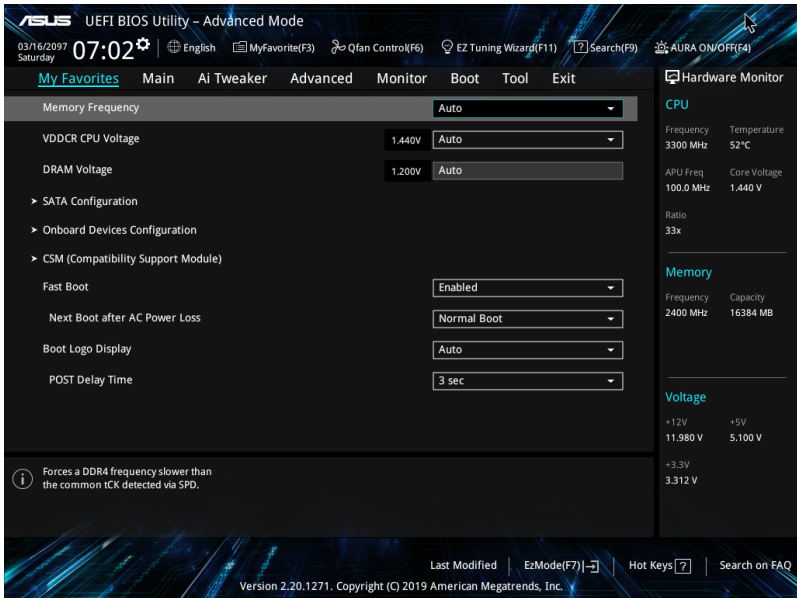 ASUS UEFI BIOS Utility – Advanced Mode
03/16/2097
Saturday
07:02
English MyFavorite(F3) Qfan Control(F6) EZ Tuning Wizard(F11) ? Search(F9) AURA ON/OFF(F4)
My Favorites Main Ai Tweaker Advanced Monitor Boot Tool Exit
Hardware Monitor
Memory Frequency Auto
VDDCR CPU Voltage 1.440V Auto
DRAM Voltage 1.200V Auto
> SATA Configuration
> Onboard Devices Configuration
> CSM (Compatibility Support Module)
Fast Boot Enabled
Next Boot after AC Power Loss Normal Boot
Boot Logo Display Auto
POST Delay Time 3 sec
CPU
Frequency Temperature
3300 MHz 52°C
APU Freq Core Voltage
100.0 MHz 1.440 V
Ratio
33x
Memory
Frequency Capacity
2400 MHz 16384 MB
Voltage
+12V +5V
11.980 V 5.100 V
+3.3V
3.312 V
i
Forces a DDR4 frequency slower than
the common tCK detected via SPD.
Last Modified EzMode(F7) Hot Keys ? Search on FAQ
Version 2.20.1271. Copyright (C) 2019 American Megatrends, Inc.